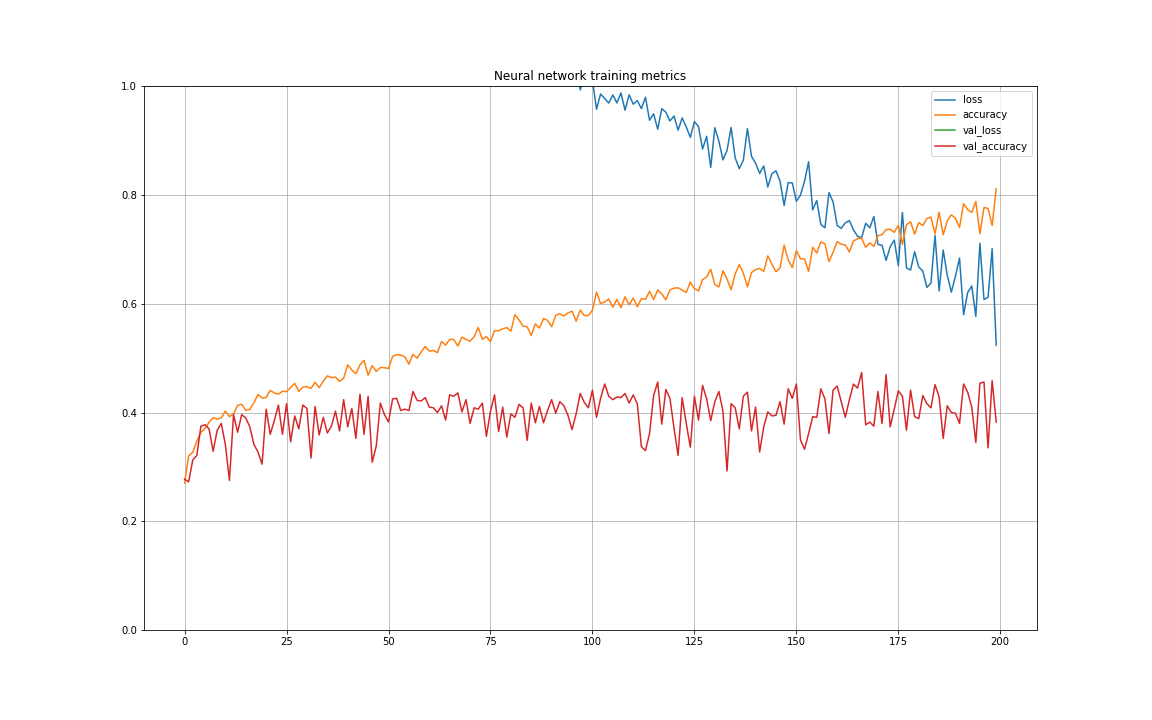 Neural network training metrics
1.0
loss
accuracy
val_loss
val_accuracy
0.8
0.6
0.4
0.2
0.0
0 25 50 75 100 125 150 175 200